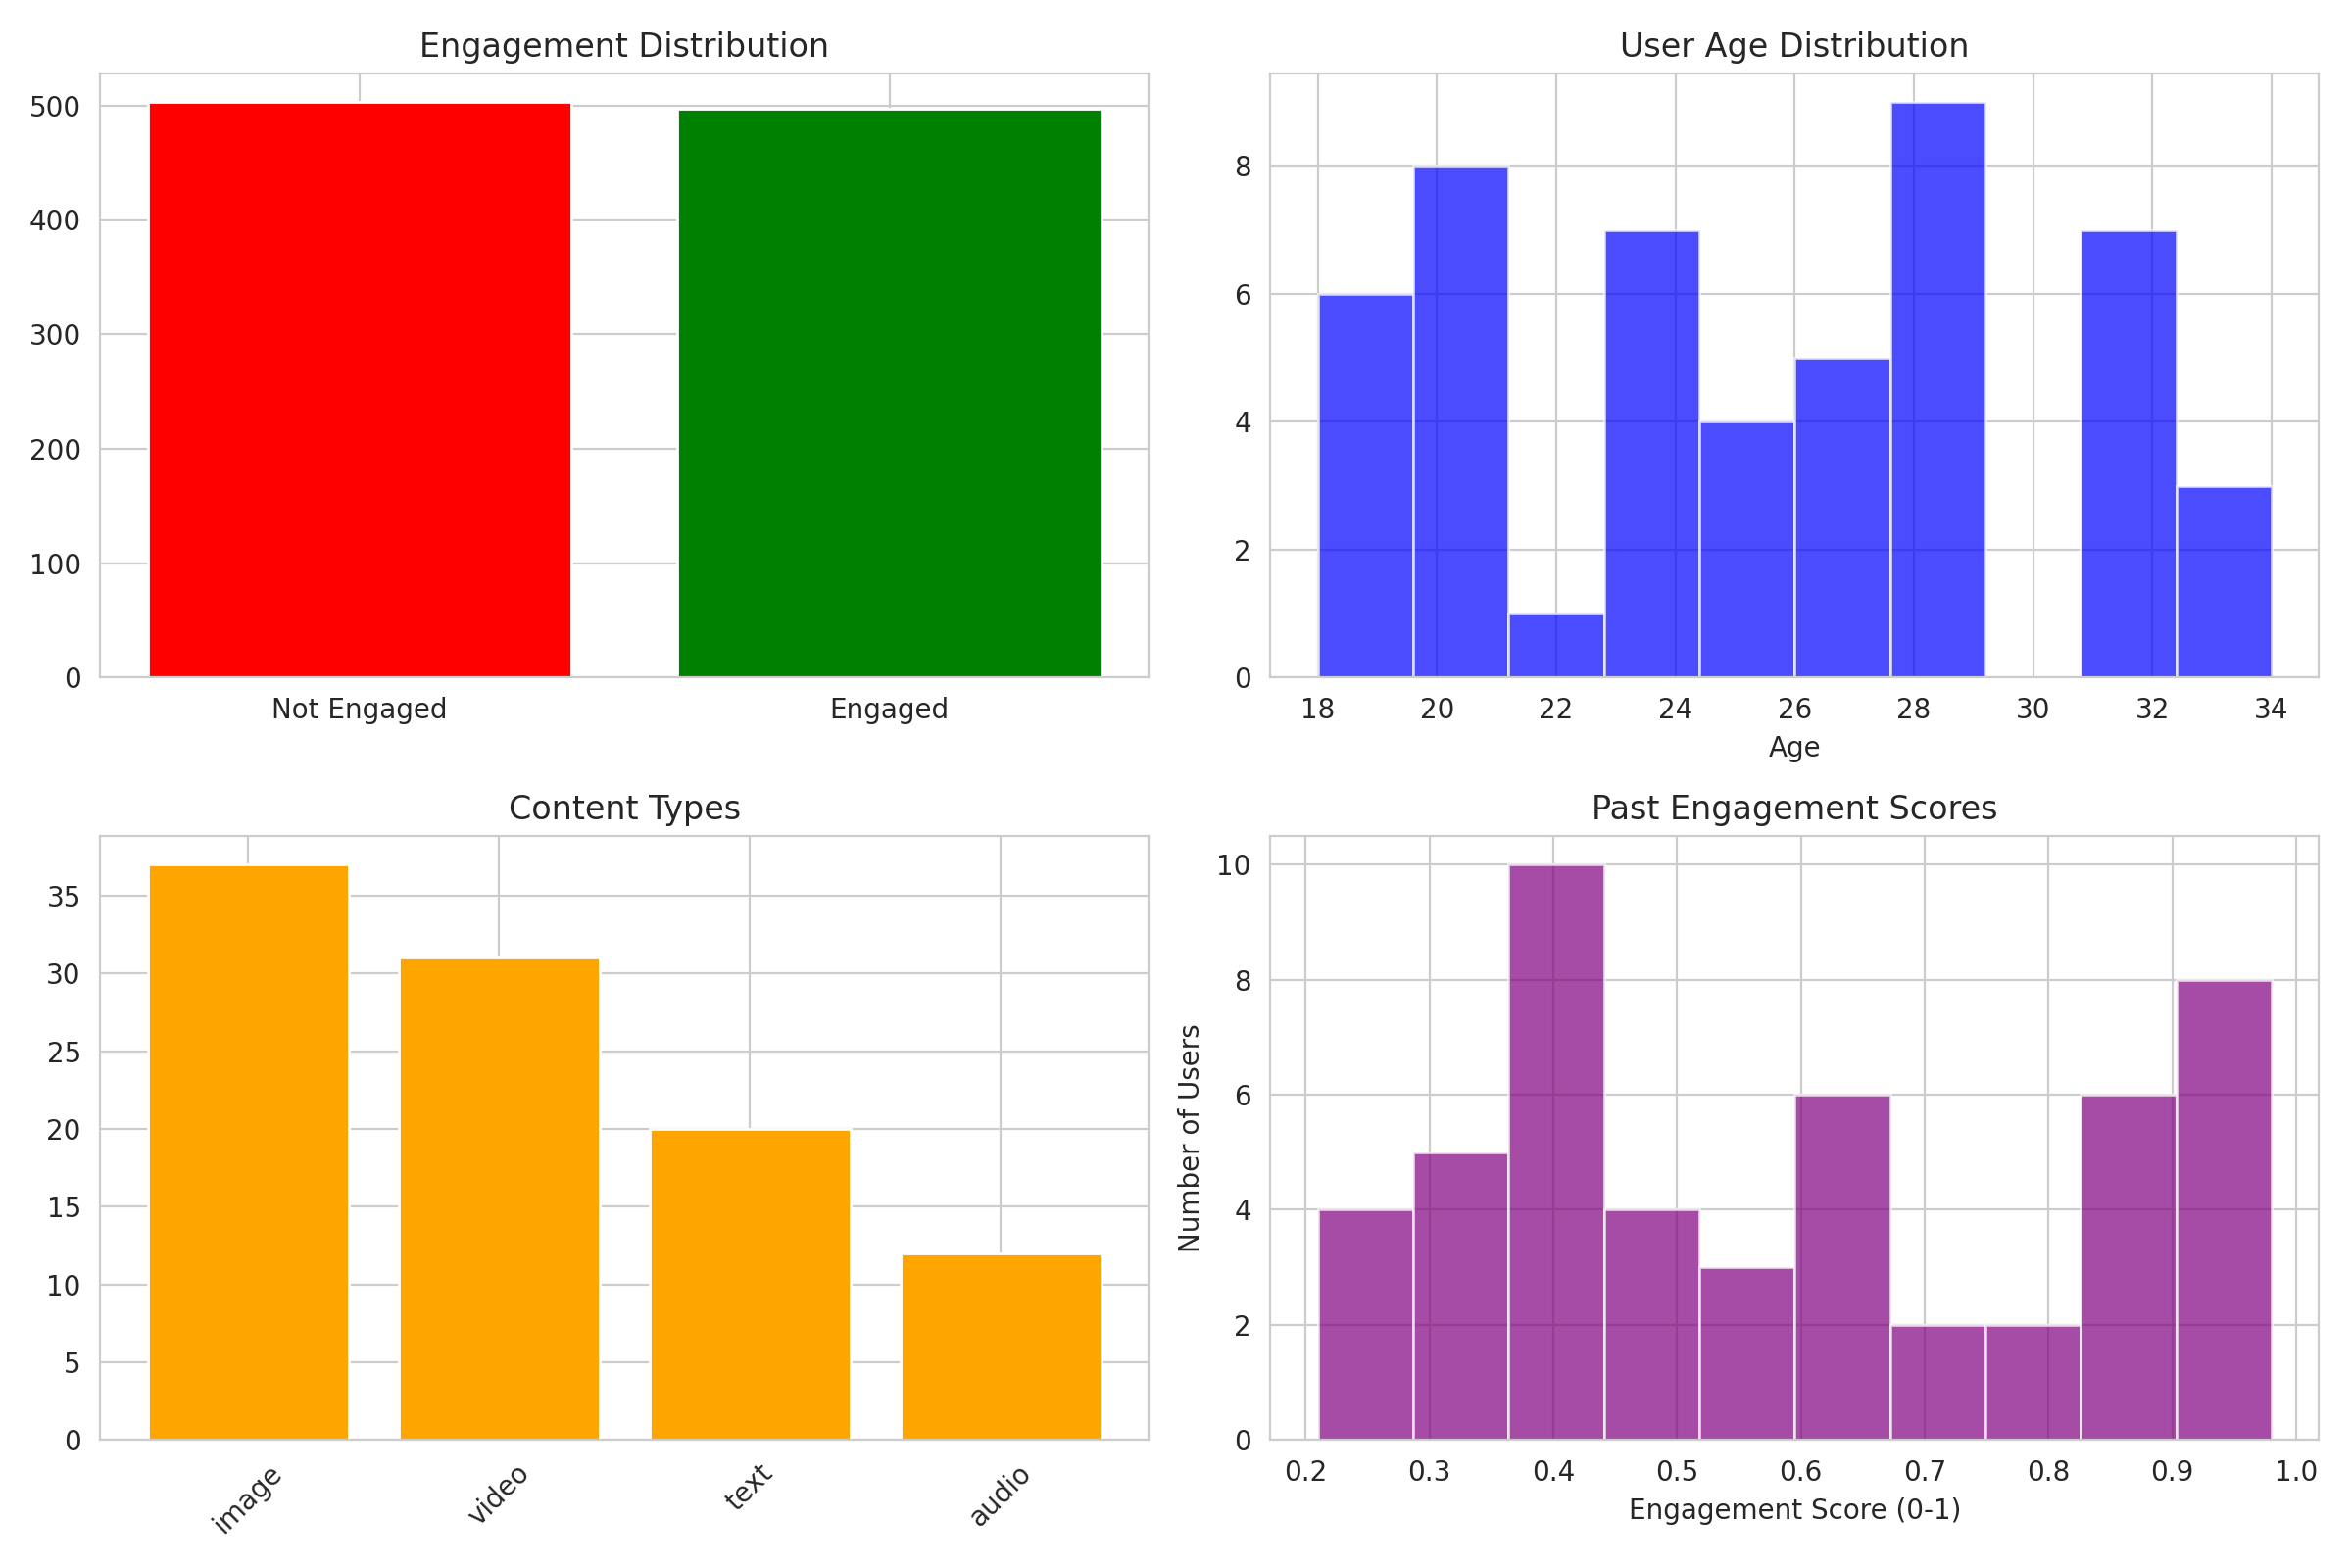 Engagement Distribution
500
400
300
200
100
0
Not Engaged Engaged
User Age Distribution
8
6
4
2
0
18 20 22 24 26 28 30 32 34
Age
Content Types
35
30
25
20
15
10
5
0
image video text audio
Past Engagement Scores
Number of Users
10
8
6
4
2
0
0.2 0.3 0.4 0.5 0.6 0.7 0.8 0.9 1.0
Engagement Score (0-1)